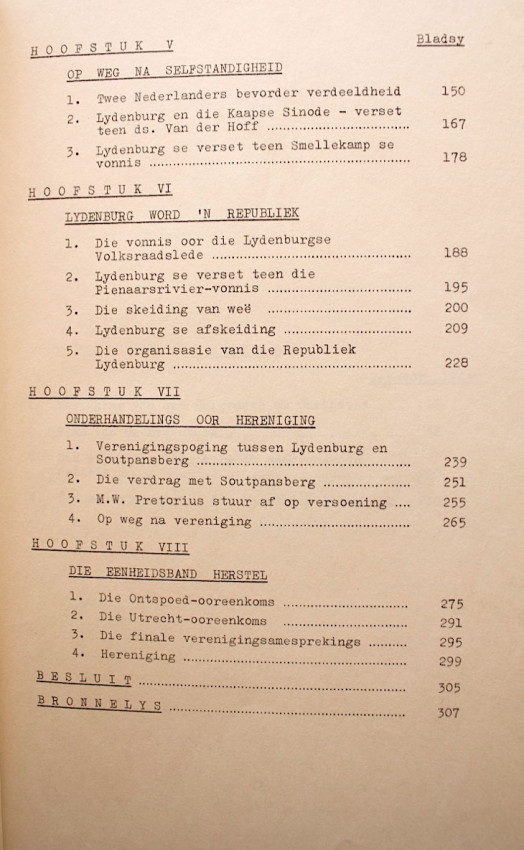 Bladsy
H O O F S T U K  V
OP WEG NA SELFSTANDIGHEID
1. Twee Nederlanders bevorder verdeeldheid 150
2. Lydenburg en die Kaapse Sinode - verset
teen ds. Van der Hoff ................................ 167
3. Lydenburg se verset teen Smellekamp se
vonnis ................................ 178
H O O F S T U K  VI
LYDENBURG WORD 'N REPUBLIEK
1. Die vonnis oor die Lydenburgse
Volksraadslede ................................ 188
2. Lydenburg se verset teen die
Pienaarsrivier-vonnis ................................ 195
3. Die skeiding van weë ................................ 200
4. Lydenburg se afskeiding ................................ 209
5. Die organisasie van die Republiek
Lydenburg ................................ 228
H O O F S T U K  VII
ONDERHANDELINGS OOR HERENIGING
1. Verenigingspoging tussen Lydenburg en
Soutpansberg ................................ 239
2. Die verdrag met Soutpansberg ................................ 251
3. M.W. Pretorius stuur af op versoening .... 255
4. Op weg na vereniging ................................ 265
H O O F S T U K  VIII
DIE EENHEIDSBAND HERSTEL
1. Die Ontspoed-ooreenkoms ................................ 275
2. Die Utrecht-ooreenkoms ................................ 291
3. Die finale verenigingsamesprekings .......... 295
4. Hereniging ................................ 299
B E S L U I T ................................ 305
B R O N N E L Y S ................................ 307